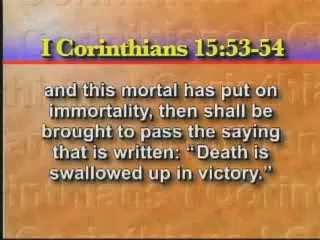 I Corinthians 15:53-54
and this mortal has put on
immortality, then shall be
brought to pass the saying
that is written: “Death is
swallowed up in victory.”